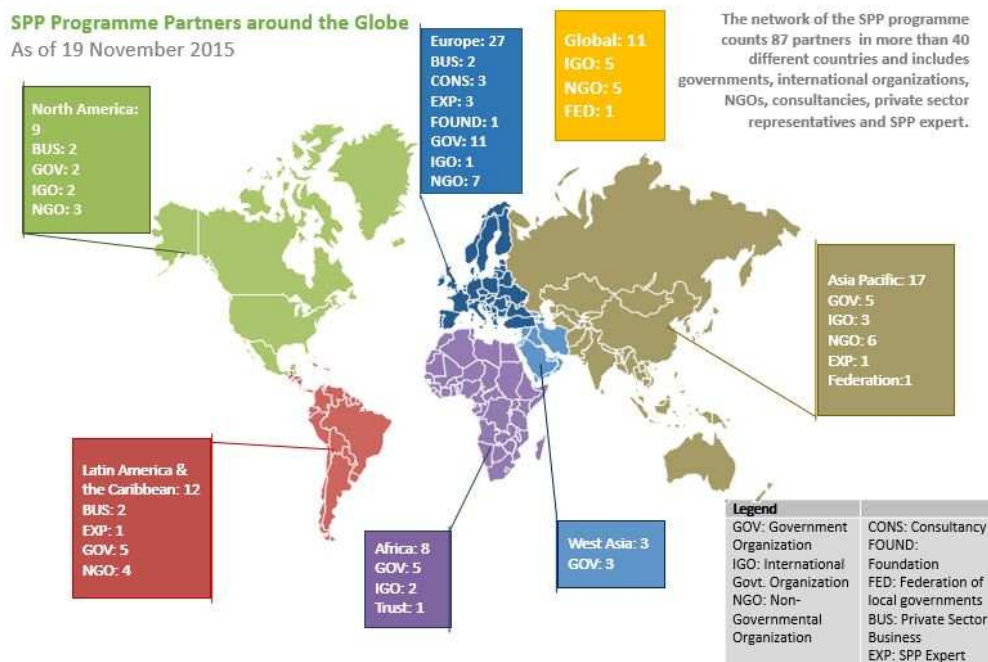 SPP Programme Partners around the Globe
As of 19 November 2015
The network of the SPP programme
counts 87 partners in more than 40
different countries and includes
governments, international organizations,
NGOs, consultancies, private sector
representatives and SPP expert.
North America:
9
BUS: 2
GOV: 2
IGO: 2
NGO: 3
Europe: 27
BUS: 2
CONS: 3
EXP: 3
FOUND: 1
GOV: 11
IGO: 1
NGO: 7
Global: 11
IGO: 5
NGO: 5
FED: 1
Asia Pacific: 17
GOV: 5
IGO: 3
NGO: 6
EXP: 1
Federation:1
Latin America &
the Caribbean: 12
BUS: 2
EXP: 1
GOV: 5
NGO: 4
Africa: 8
GOV: 5
IGO: 2
Trust: 1
West Asia: 3
GOV: 3
Legend
GOV: Government
Organization
IGO: International
Govt. Organization
NGO: Non-
Governmental
Organization
CONS: Consultancy
FOUND:
Foundation
FED: Federation of
local governments
BUS: Private Sector
Business
EXP: SPP Expert